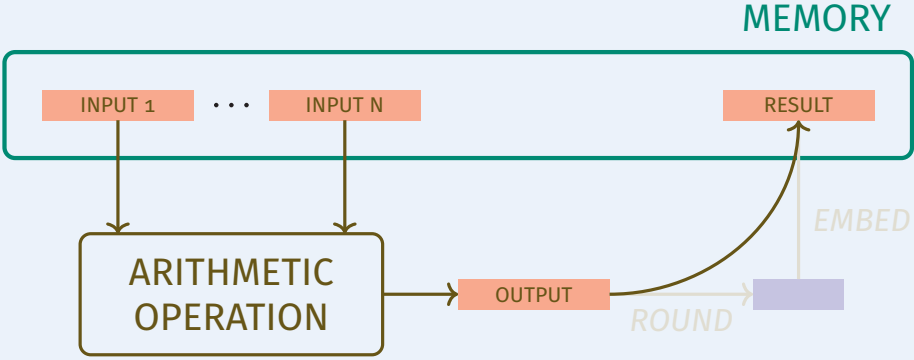 MEMORY
INPUT 1 ··· INPUT N
RESULT
EMBED
ARITHMETIC
OPERATION
OUTPUT
ROUND